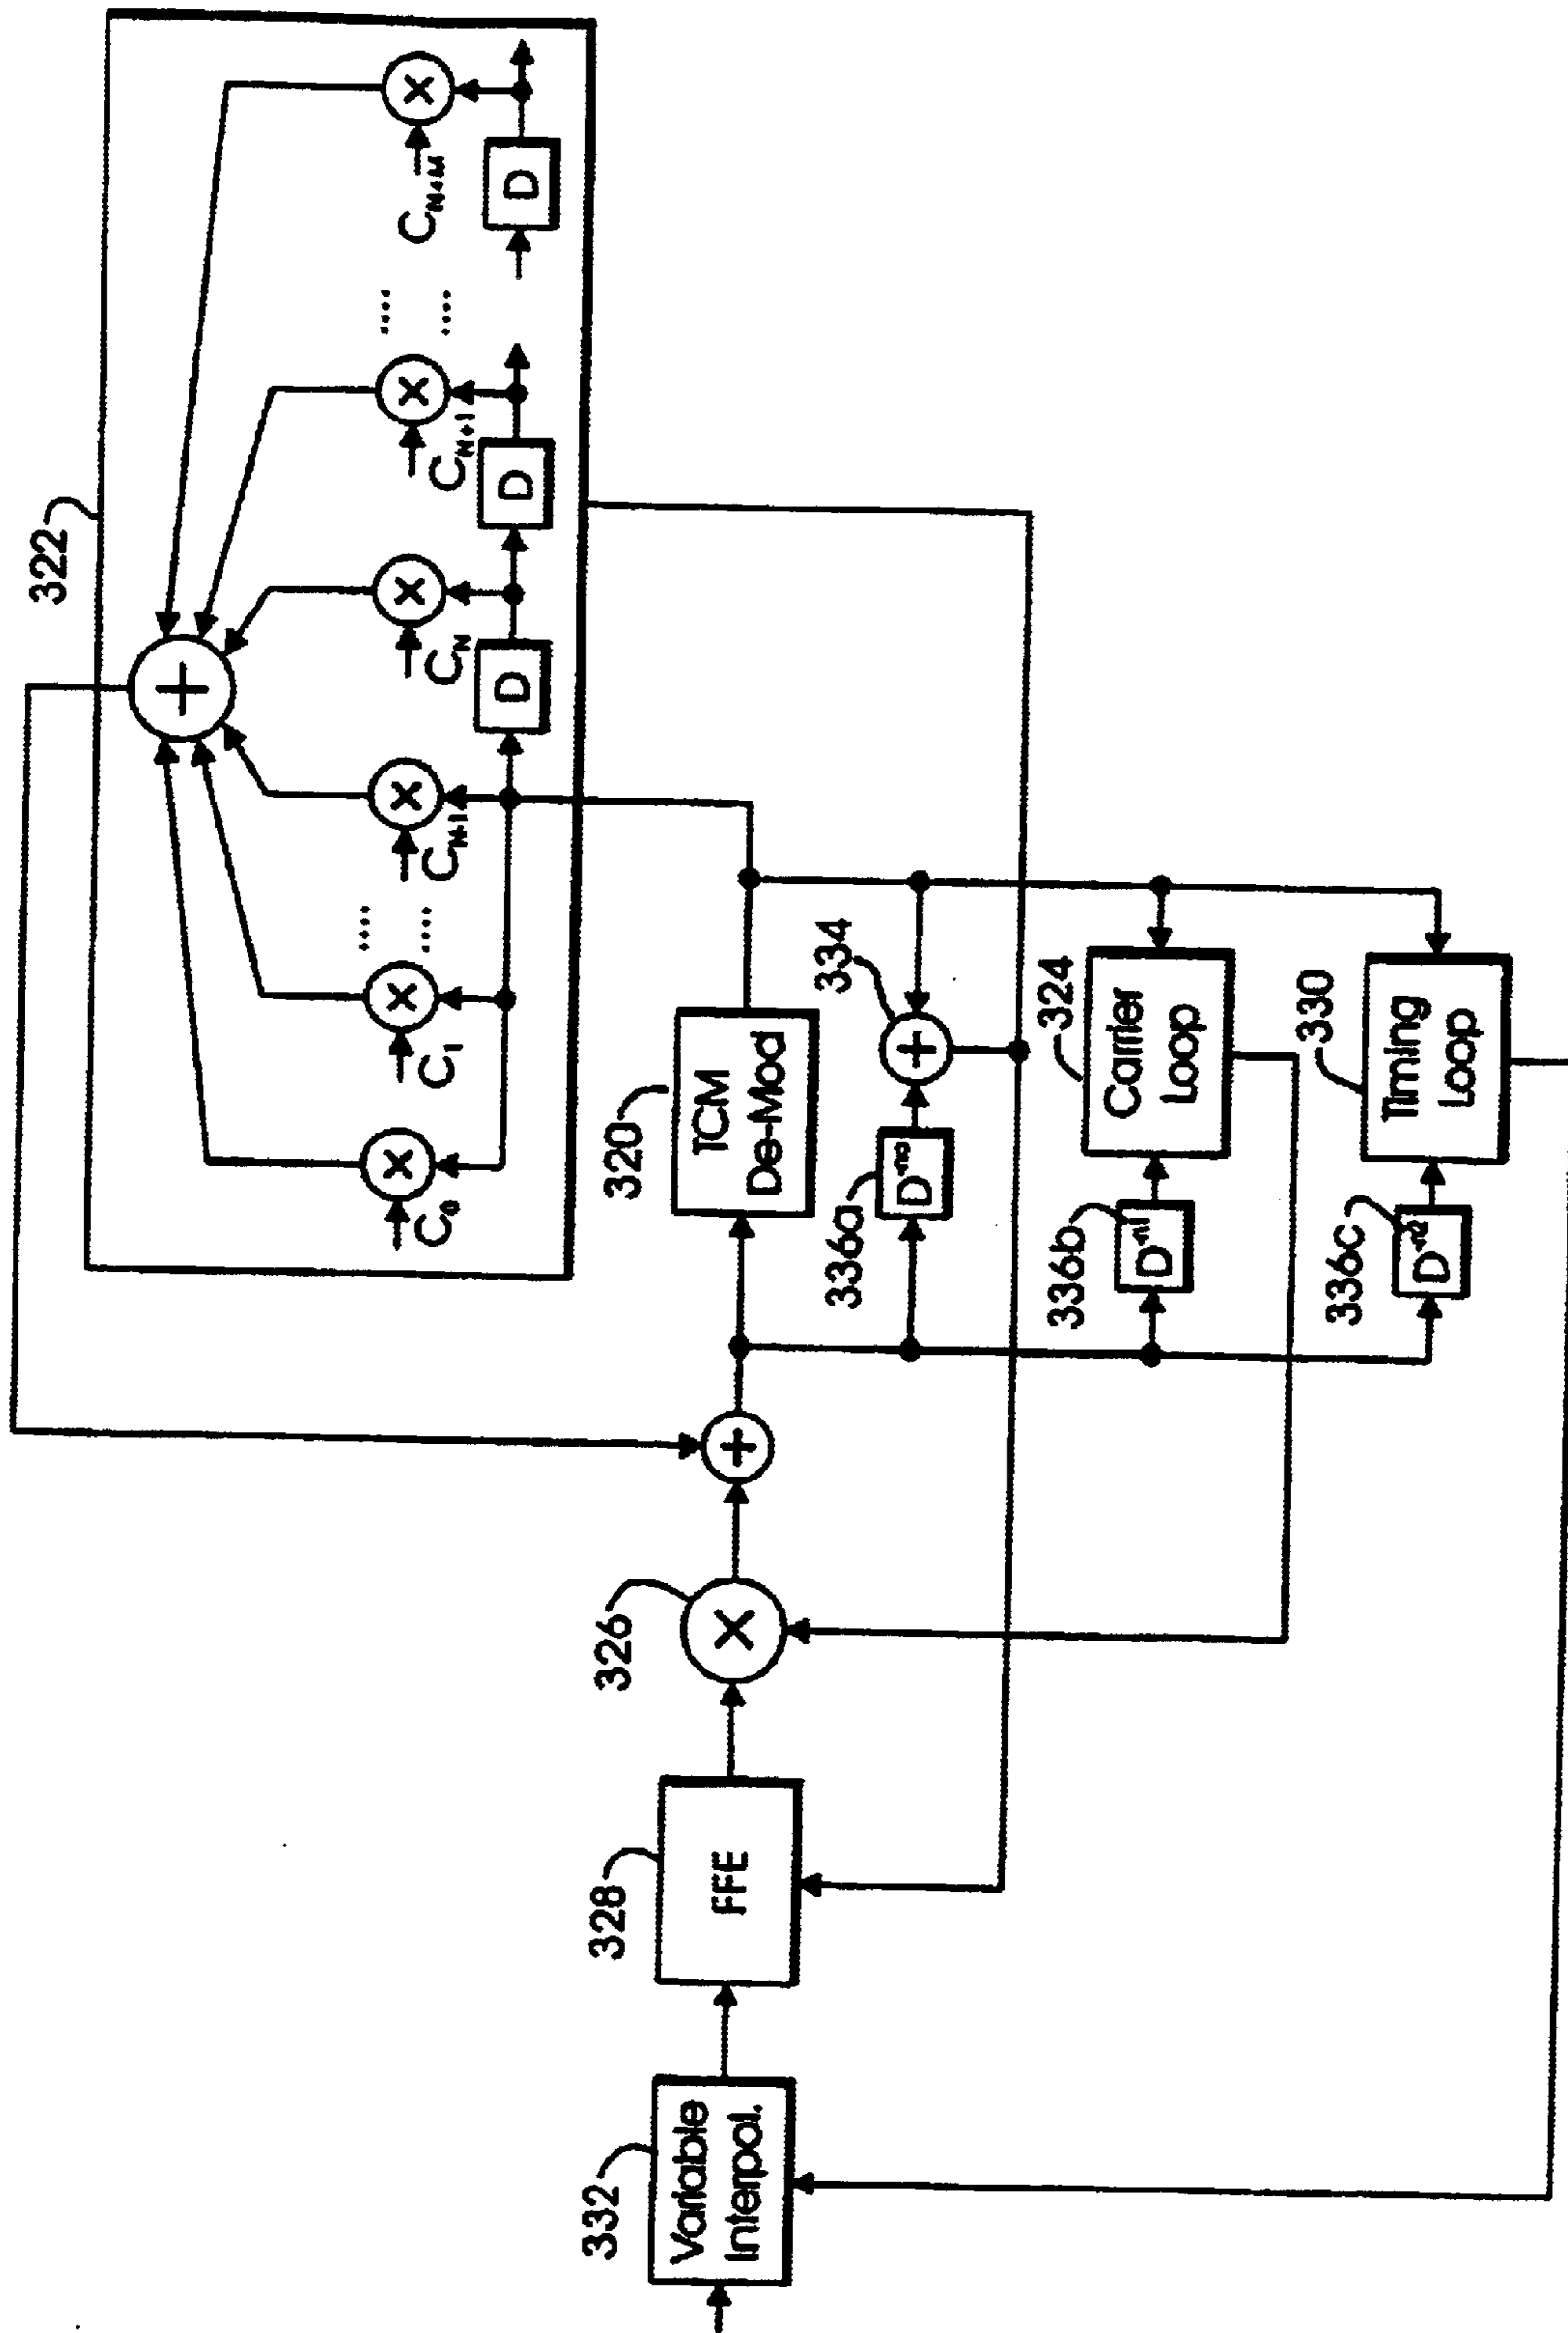 322
C0
C1
....
....
CN-1
CN
CN+1
....
....
CN+M
D
D
D
332
Variable
Interpol.
328
FFE
326
320
TCM
De-Mod
334
336a
D
324
Carrier
Loop
336b
D
330
Timing
Loop
336c
D